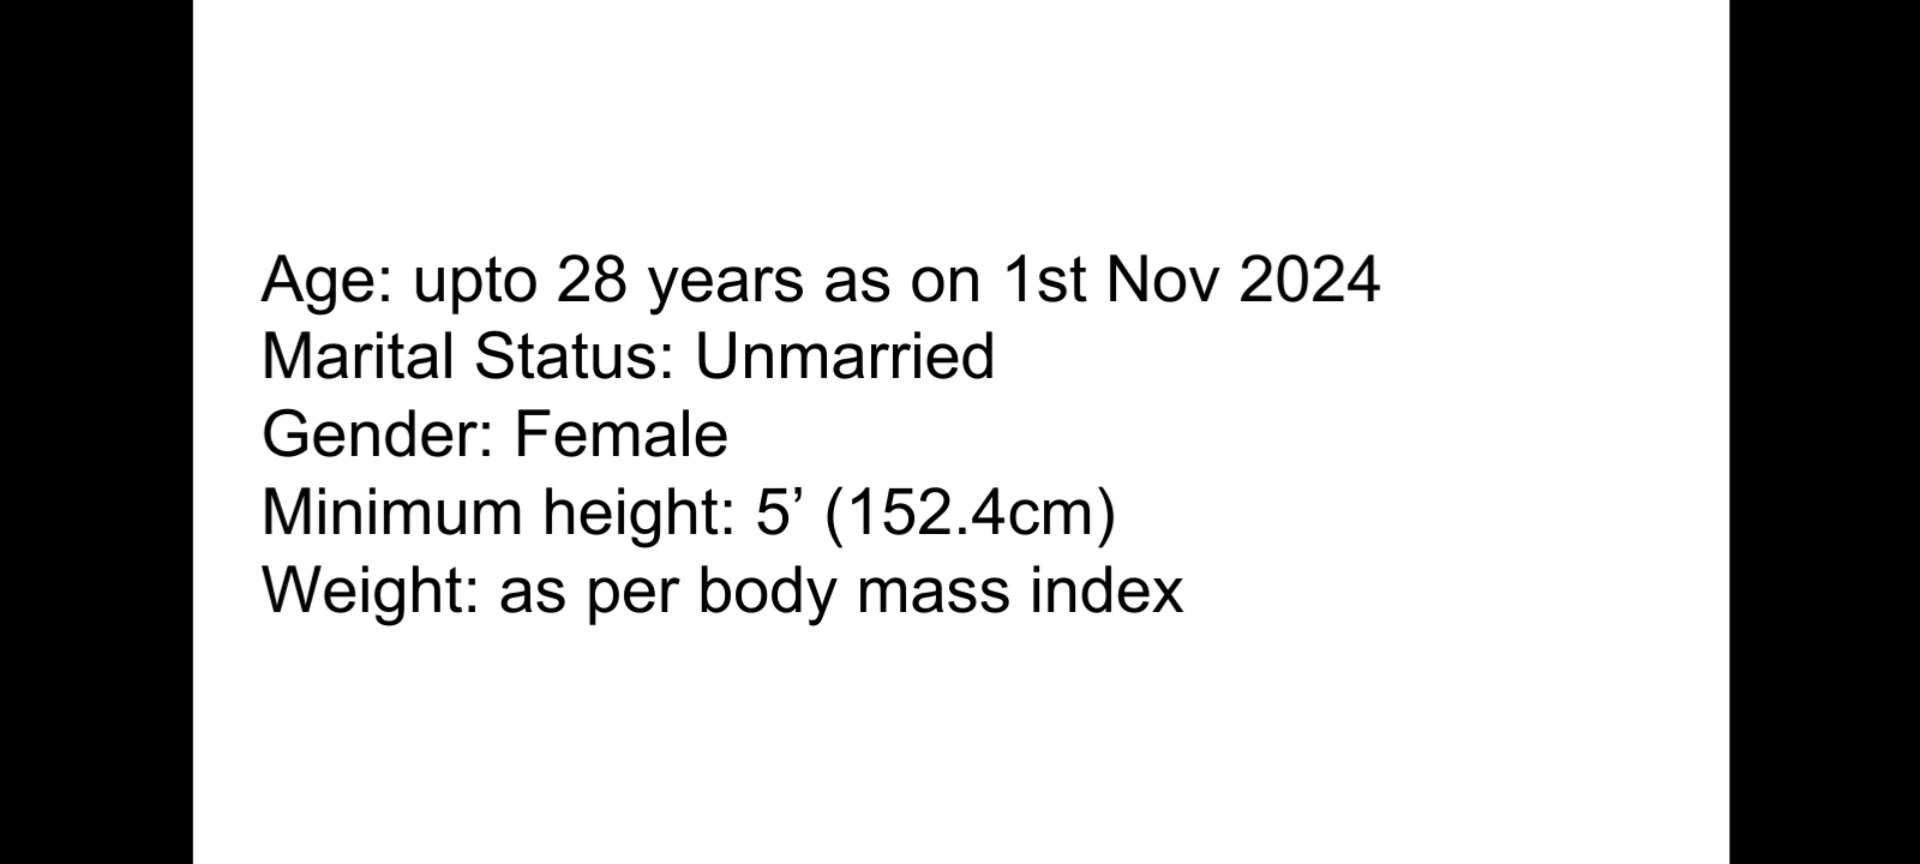 Age: upto 28 years as on 1st Nov 2024
Marital Status: Unmarried
Gender: Female
Minimum height: 5’ (152.4cm)
Weight: as per body mass index